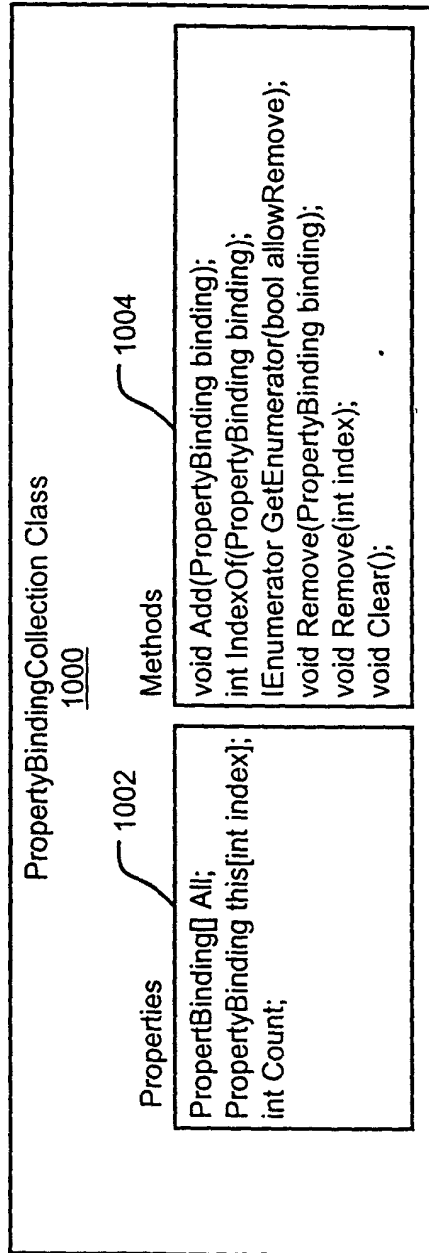 PropertyBindingCollection Class
1000
Properties
1002
PropertBinding[] All;
PropertyBinding this[int index];
int Count;
Methods
1004
void Add(PropertyBinding binding);
int IndexOf(PropertyBinding binding);
IEnumerator GetEnumerator(bool allowRemove);
void Remove(PropertyBinding binding);
void Remove(int index);
void Clear();